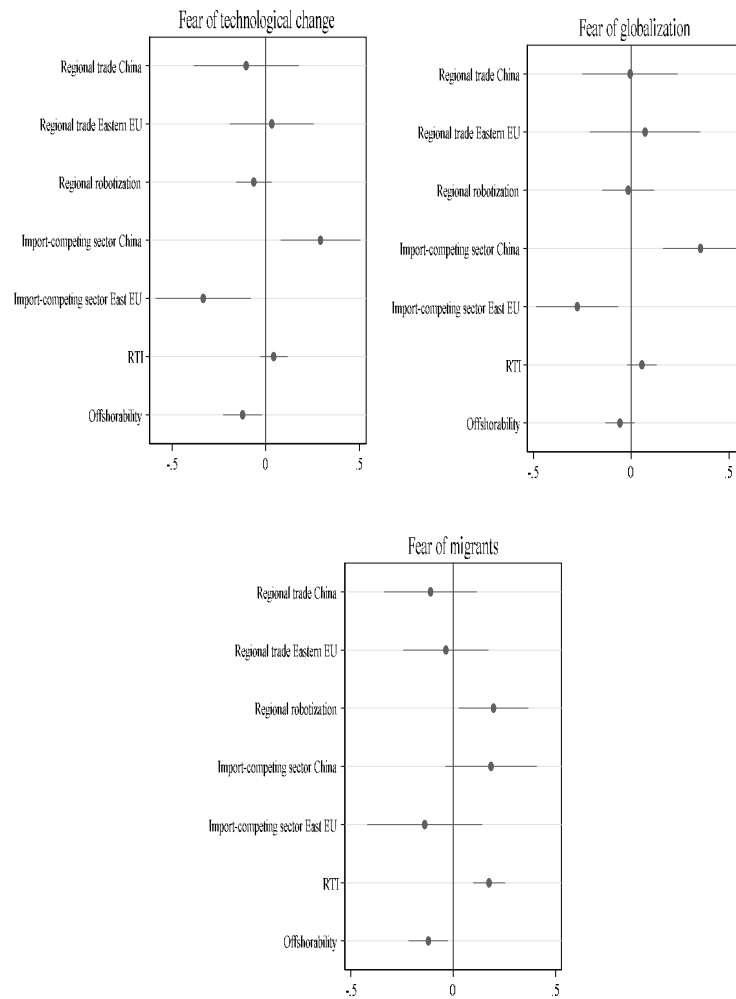 Fear of technological change
Regional trade China
Regional trade Eastern EU
Regional robotization
Import-competing sector China
Import-competing sector East EU
RTI
Offshorability
-.5 0 .5
Fear of globalization
Regional trade China
Regional trade Eastern EU
Regional robotization
Import-competing sector China
Import-competing sector East EU
RTI
Offshorability
-.5 0 .5
Fear of migrants
Regional trade China
Regional trade Eastern EU
Regional robotization
Import-competing sector China
Import-competing sector East EU
RTI
Offshorability
-.5 0 .5